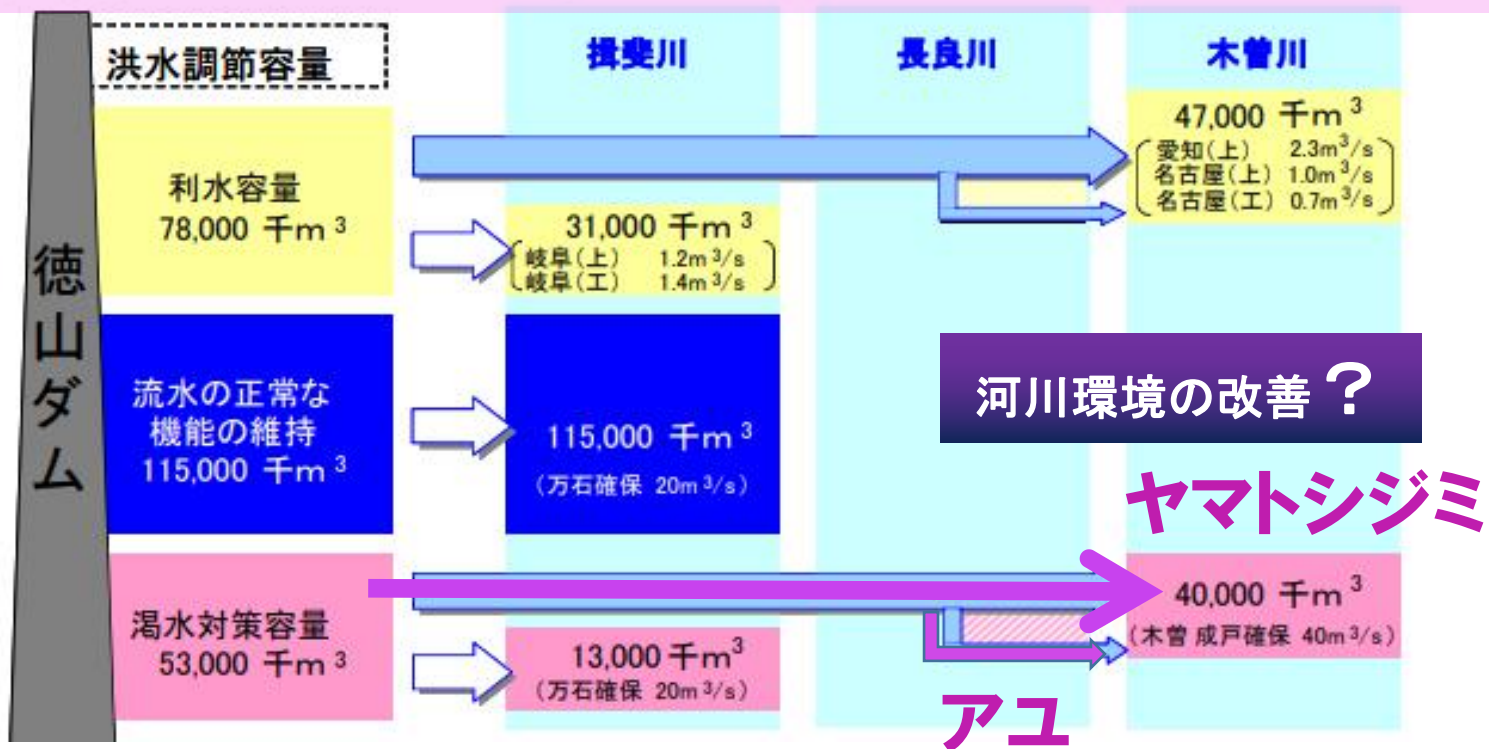 徳山ダム
洪水調節容量
利水容量
78,000 千m³
流水の正常な
機能の維持
115,000 千m³
渇水対策容量
53,000 千m³
揖斐川
31,000 千m³
岐阜(上) 1.2m³/s
岐阜(工) 1.4m³/s
115,000 千m³
(万石確保 20m³/s)
13,000千m³
(万石確保 20m³/s)
長良川
木曽川
47,000 千m³
愛知(上) 2.3m³/s
名古屋(上) 1.0m³/s
名古屋(工) 0.7m³/s
河川環境の改善?
ヤマトシジミ
40,000 千m³
(木曽 成戸確保 40m³/s)
アユ